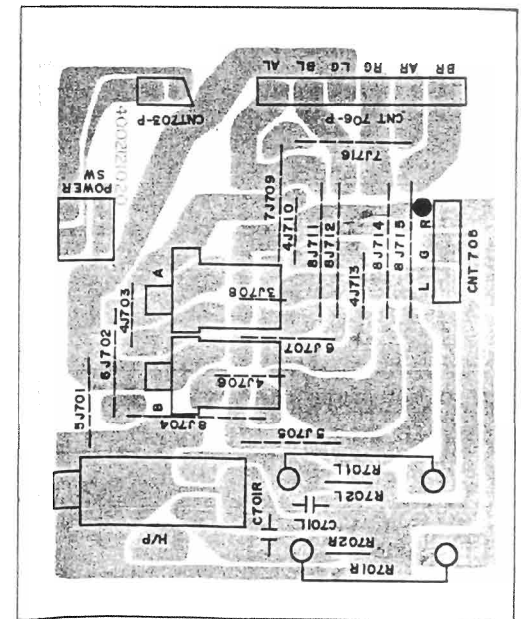 AL BL LG RG AR BR
CNT703-P
CNT 706-P
7J716
POWER
SW
7J709
4J710
8J711
8J712
4J713
8J714
8J715
R
G
L
CNT 705
A
3J708
4J703
6J702
6J707
5J701
4J706
B
8J704
5J705
H/P
C701R
R701L
R702L
C701L
R702R
R701R